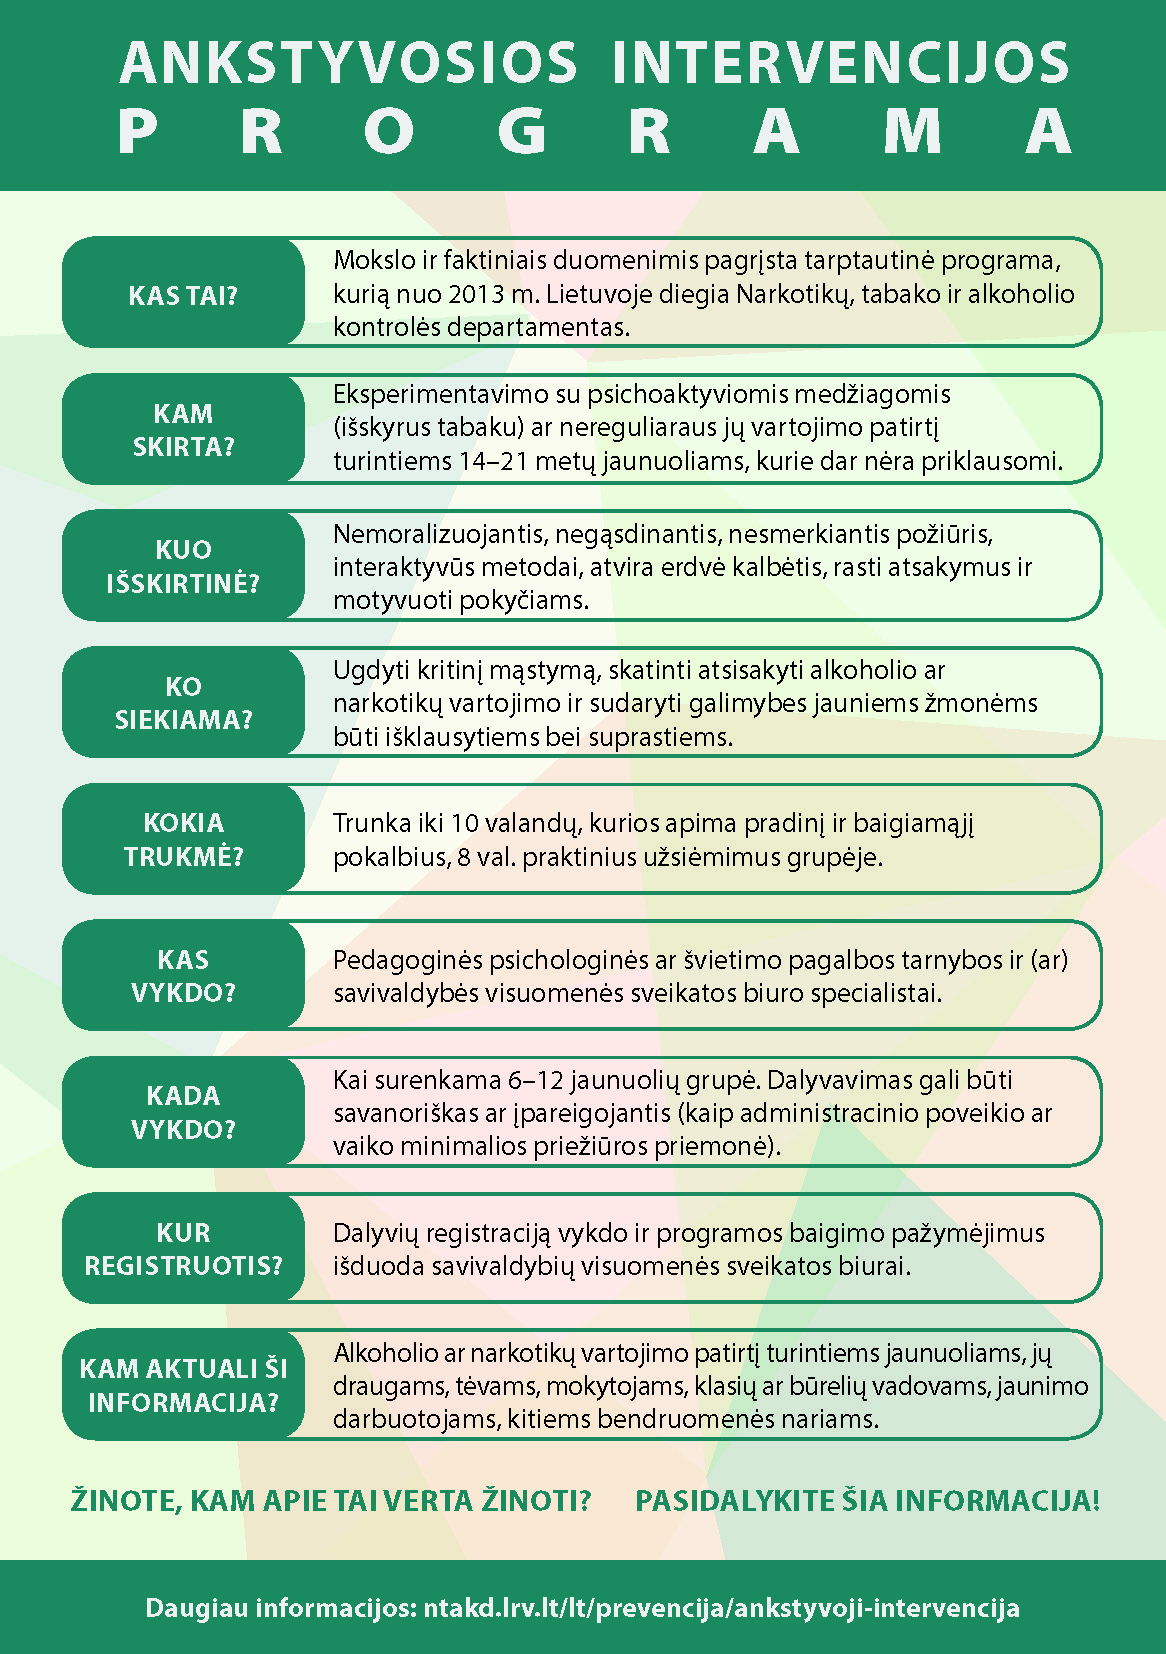 ANKSTYVOSIOS INTERVENCIJOS
PROGRAMA
KAS TAI?
Mokslo ir faktiniais duomenimis pagrįsta tarptautinė programa,
kurią nuo 2013 m. Lietuvoje diegia Narkotikų, tabako ir alkoholio
kontrolės departamentas.
KAM
SKIRTA?
Eksperimentavimo su psichoaktyviomis medžiagomis
(išskyrus tabaku) ar nereguliaraus jų vartojimo patirtį
turintiems 14–21 metų jaunuoliams, kurie dar nėra priklausomi.
KUO
IŠSKIRTINĖ?
Nemoralizuojantis, negąsdinantis, nesmerkiantis požiūris,
interaktyvūs metodai, atvira erdvė kalbėtis, rasti atsakymus ir
motyvuoti pokyčiams.
KO
SIEKIAMA?
Ugdyti kritinį mąstymą, skatinti atsisakyti alkoholio ar
narkotikų vartojimo ir sudaryti galimybes jauniems žmonėms
būti išklausytiems bei suprastiems.
KOKIA
TRUKMĖ?
Trunka iki 10 valandų, kurios apima pradinį ir baigiamąjį
pokalbius, 8 val. praktinius užsiėmimus grupėje.
KAS
VYKDO?
Pedagoginės psichologinės ar švietimo pagalbos tarnybos ir (ar)
savivaldybės visuomenės sveikatos biuro specialistai.
KADA
VYKDO?
Kai surenkama 6–12 jaunuolių grupė. Dalyvavimas gali būti
savanoriškas ar įpareigojantis (kaip administracinio poveikio ar
vaiko minimalios priežiūros priemonė).
KUR
REGISTRUOTIS?
Dalyvių registraciją vykdo ir programos baigimo pažymėjimus
išduoda savivaldybių visuomenės sveikatos biurai.
KAM AKTUALI ŠI
INFORMACIJA?
Alkoholio ar narkotikų vartojimo patirtį turintiems jaunuoliams, jų
draugams, tėvams, mokytojams, klasių ar būrelių vadovams, jaunimo
darbuotojams, kitiems bendruomenės nariams.
ŽINOTE, KAM APIE TAI VERTA ŽINOTI? PASIDALYKITE ŠIA INFORMACIJA!
Daugiau informacijos: ntakd.lrv.lt/lt/prevencija/ankstyvoji-intervencija